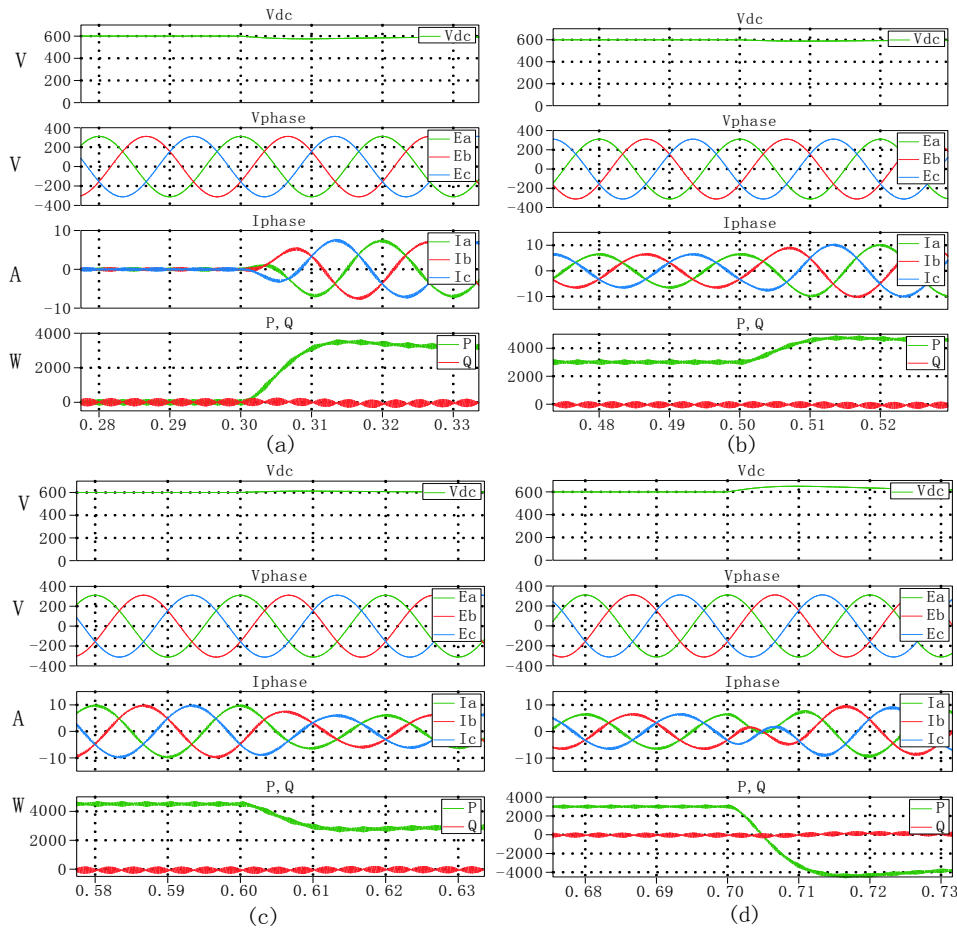 Vdc
V
600
400
200
0
Vdc
Vphase
V
400
200
0
-200
-400
Ea
Eb
Ec
Iphase
A
10
0
-10
Ia
Ib
Ic
P,Q
W
4000
2000
0
P
Q
0.28 0.29 0.30 0.31 0.32 0.33
(a)
Vdc
600
400
200
0
Vdc
Vphase
400
200
0
-200
-400
Ea
Eb
Ec
Iphase
10
0
-10
Ia
Ib
Ic
P,Q
4000
2000
0
P
Q
0.48 0.49 0.50 0.51 0.52
(b)
Vdc
V
600
400
200
0
Vdc
Vphase
V
400
200
0
-200
-400
Ea
Eb
Ec
Iphase
A
10
0
-10
Ia
Ib
Ic
P,Q
W
4000
2000
0
P
Q
0.58 0.59 0.60 0.61 0.62 0.63
(c)
Vdc
600
400
200
0
Vdc
Vphase
400
200
0
-200
-400
Ea
Eb
Ec
Iphase
10
0
-10
Ia
Ib
Ic
P,Q
4000
2000
0
-2000
-4000
P
Q
0.68 0.69 0.70 0.71 0.72 0.73
(d)